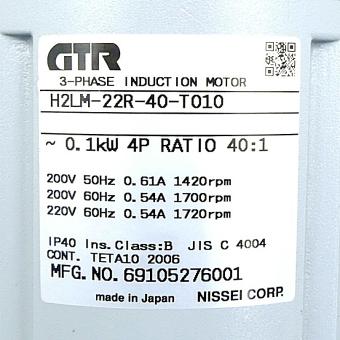 GTR
3-PHASE INDUCTION MOTOR
H2LM-22R-40-T010
~ 0.1kW 4P RATIO 40:1
200V 50Hz 0.61A 1420rpm
200V 60Hz 0.54A 1700rpm
220V 60Hz 0.54A 1720rpm
IP40 Ins.Class:B JIS C 4004
CONT. TETA10 2006
MFG.NO.69105276001
made in Japan NISSEI CORP.